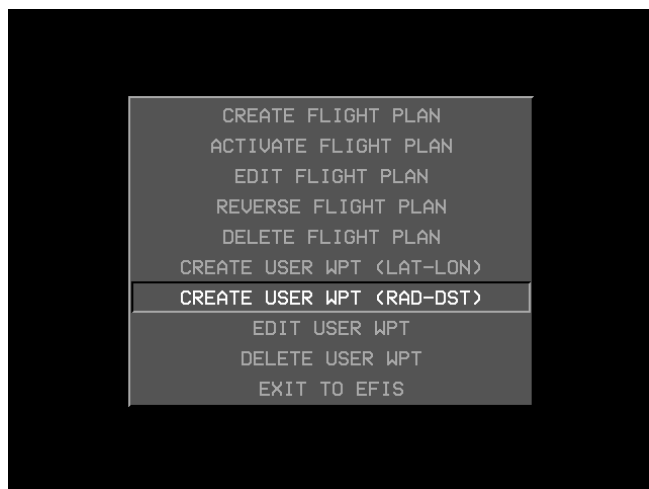 CREATE FLIGHT PLAN
ACTIVATE FLIGHT PLAN
EDIT FLIGHT PLAN
REVERSE FLIGHT PLAN
DELETE FLIGHT PLAN
CREATE USER WPT (LAT-LON)
CREATE USER WPT (RAD-DST)
EDIT USER WPT
DELETE USER WPT
EXIT TO EFIS